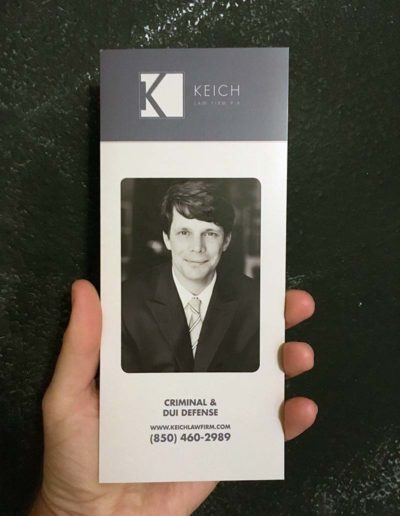 K
KEICH
LAW FIRM P.A.
CRIMINAL &
DUI DEFENSE
WWW.KEICHLAWFIRM.COM
(850) 460-2989